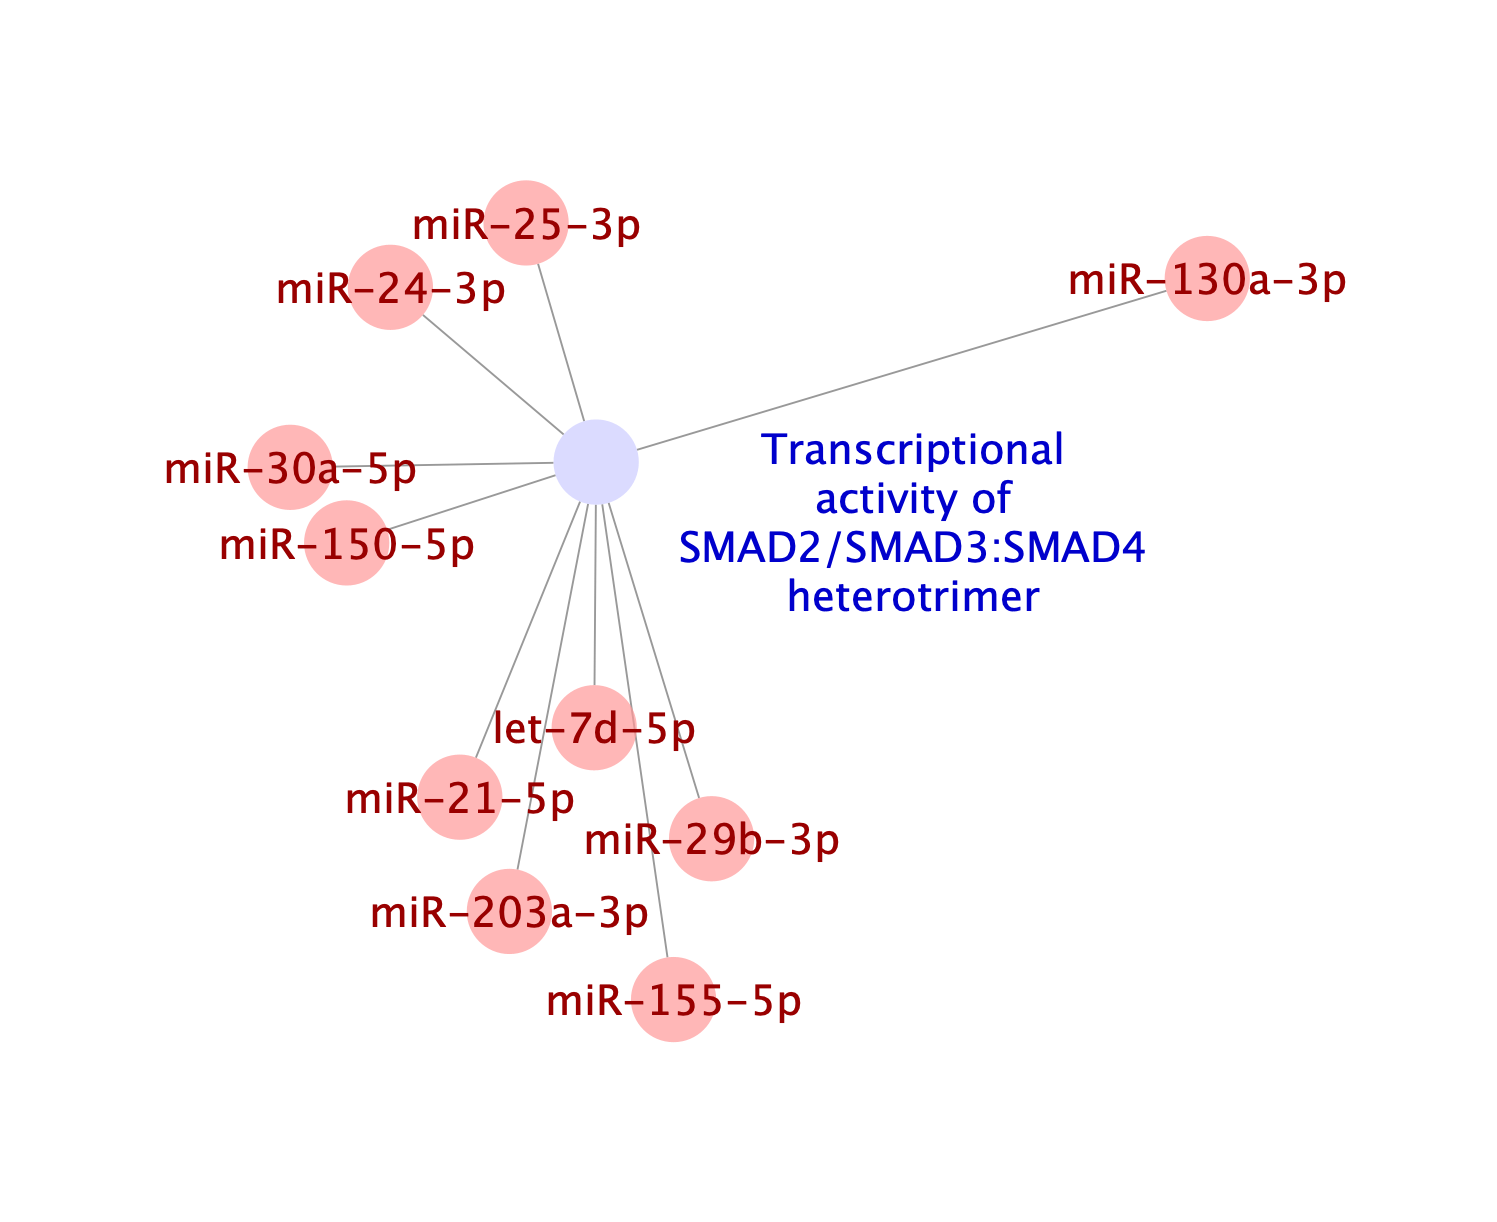 miR-25-3p
miR-24-3p
miR-130a-3p
miR-30a-5p
miR-150-5p
Transcriptional
activity of
SMAD2/SMAD3:SMAD4
heterotrimer
let-7d-5p
miR-21-5p
miR-29b-3p
miR-203a-3p
miR-155-5p